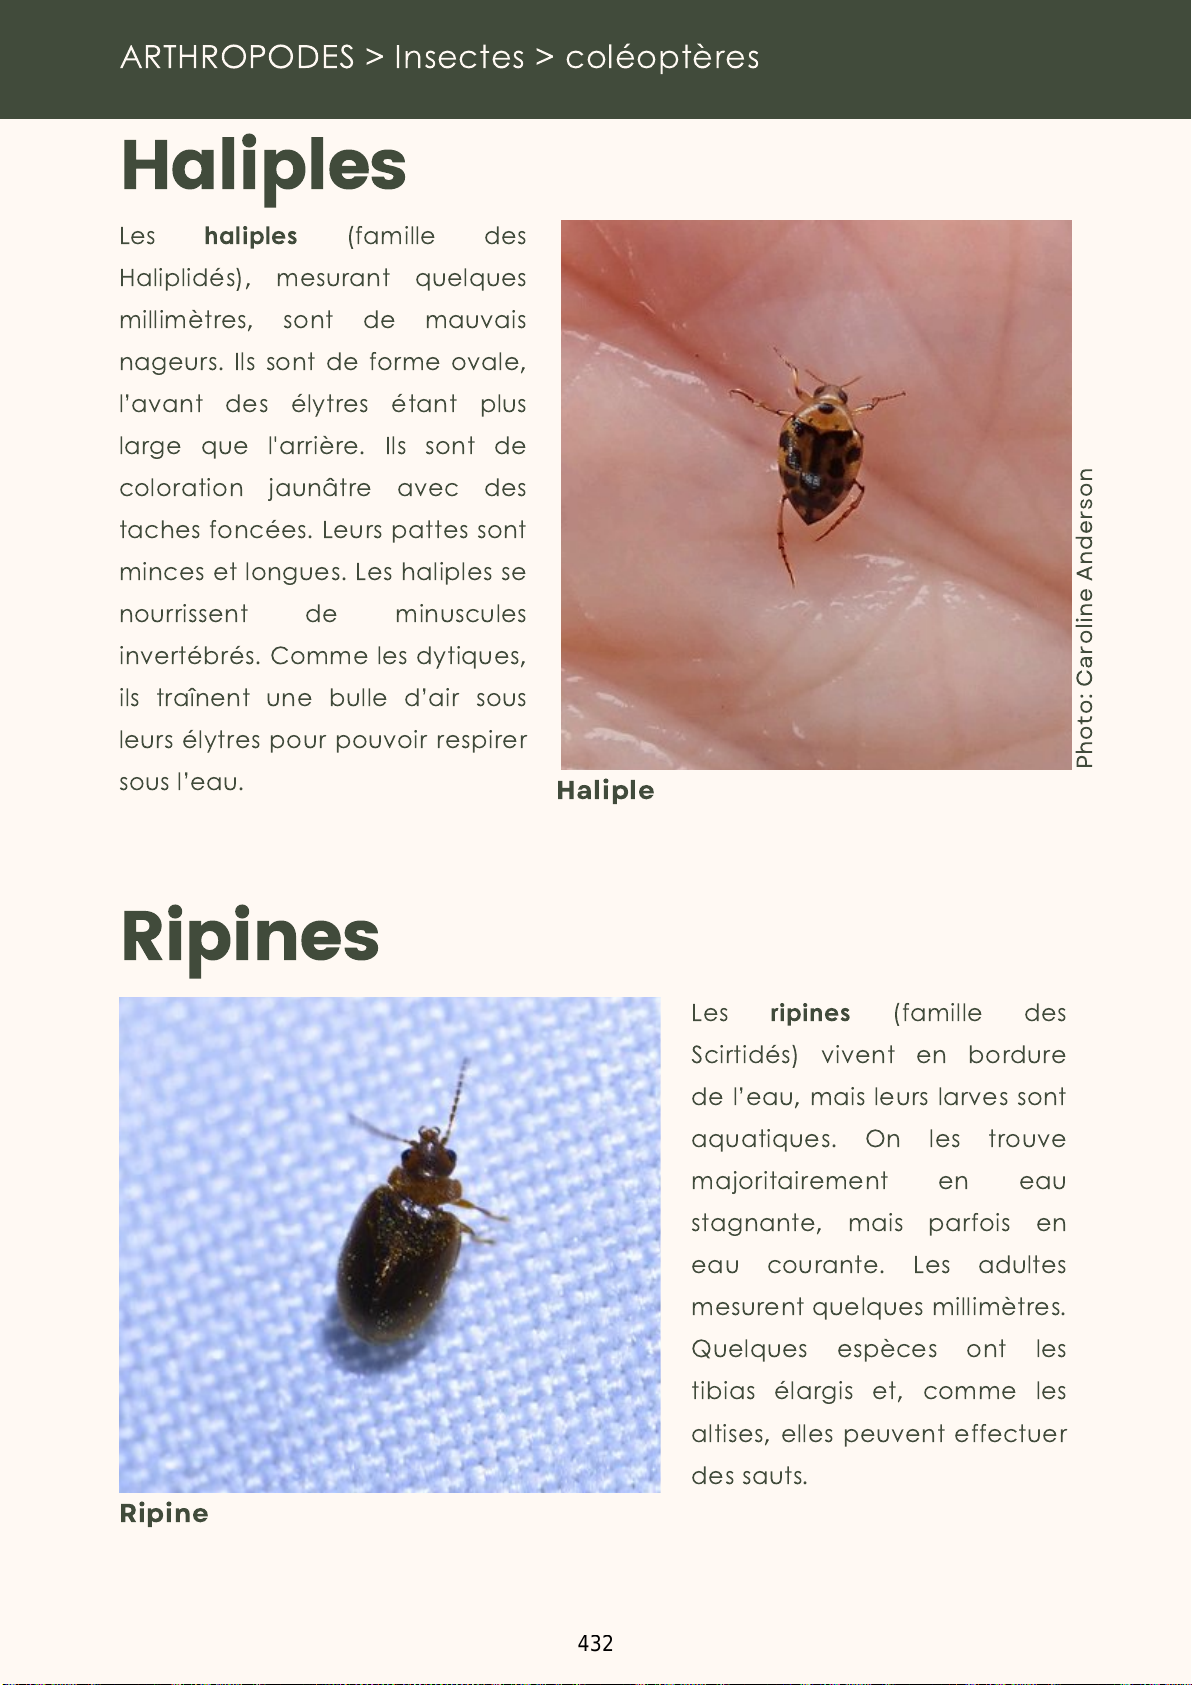 ARTHROPODES > Insectes > coléoptères
Haliples
Les haliples (famille des
Haliplidés), mesurant quelques
millimètres, sont de mauvais
nageurs. Ils sont de forme ovale,
l'avant des élytres étant plus
large que l'arrière. Ils sont de
coloration jaunâtre avec des
taches foncées. Leurs pattes sont
minces et longues. Les haliples se
nourrissent de minuscules
invertébrés. Comme les dytiques,
ils traînent une bulle d'air sous
leurs élytres pour pouvoir respirer
sous l'eau.
Photo: Caroline Anderson
Haliple
Ripines
Les ripines (famille des
Scirtidés) vivent en bordure
de l'eau, mais leurs larves sont
aquatiques. On les trouve
majoritairement en eau
stagnante, mais parfois en
eau courante. Les adultes
mesurent quelques millimètres.
Quelques espèces ont les
tibias élargis et, comme les
altises, elles peuvent effectuer
des sauts.
Ripine
432